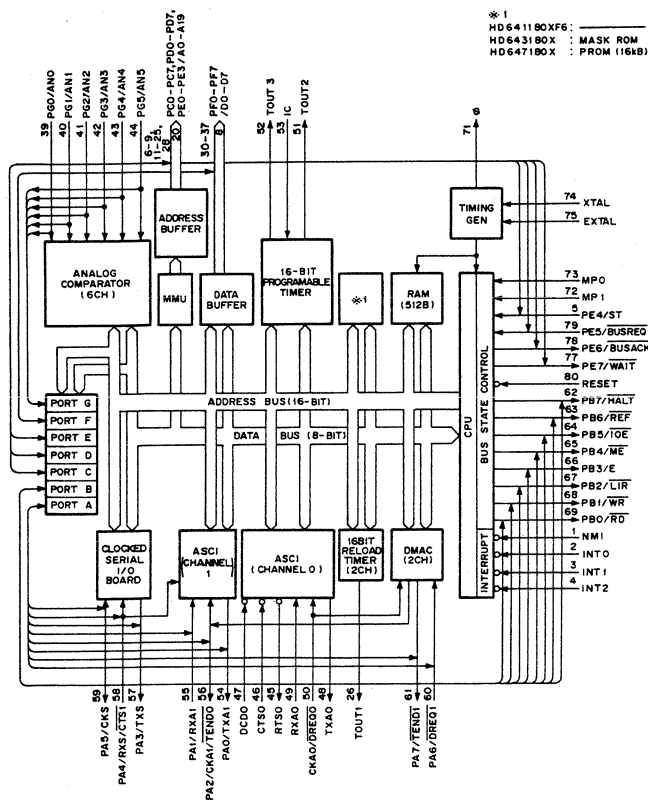 ※1
HD641180XF6: ———
HD643180X : MASK ROM
HD647180X : PROM (16kB)
39 PG0/AN0
40 PG1/AN1
41 PG2/AN2
42 PG3/AN3
43 PG4/AN4
44 PG5/AN5
6-9,
11-25,
28
PC0-PC7,PD0-PD7,
PE0-PE3/A0-A19
20
30-37
PF0-PF7
/D0-D7
8
52 TOUT3
53 IC
51 TOUT2
71 ø
TIMING
GEN
74 XTAL
75 EXTAL
ADDRESS
BUFFER
ANALOG
COMPARATOR
(6CH)
MMU
DATA
BUFFER
16-BIT
PROGRAMABLE
TIMER
※1
RAM
(512B)
73 MP0
72 MP1
5 PE4/ST
79 PE5/BUSREQ
78 PE6/BUSACK
77 PE7/WAIT
80 RESET
62 PB7/HALT
63 PB6/REF
64 PB5/IOE
65 PB4/ME
66 PB3/E
67 PB2/LIR
68 PB1/WR
69 PB0/RD
1 NMI
2 INT0
3 INT1
4 INT2
CPU
BUS STATE CONTROL
INTERRUPT
PORT G
PORT F
PORT E
PORT D
PORT C
PORT B
PORT A
ADDRESS BUS(16-BIT)
DATA BUS (8-BIT)
CLOCKED
SERIAL
I/O
BOARD
ASCI
(CHANNEL
1)
ASCI
(CHANNEL0)
16BIT
RELOAD
TIMER
(2CH)
DMAC
(2CH)
59 PA5/CKS
58 PA4/RXS/CTS1
57 PA3/TXS
55 PA1/RXA1
56 PA2/CKA1/TEND0
54 PA0/TXA1
47 DCD0
46 CTS0
45 RTS0
49 RXA0
50 CKA0/DREQ0
48 TXA0
26 TOUT1
61 PA7/TEND1
60 PA6/DREQ1